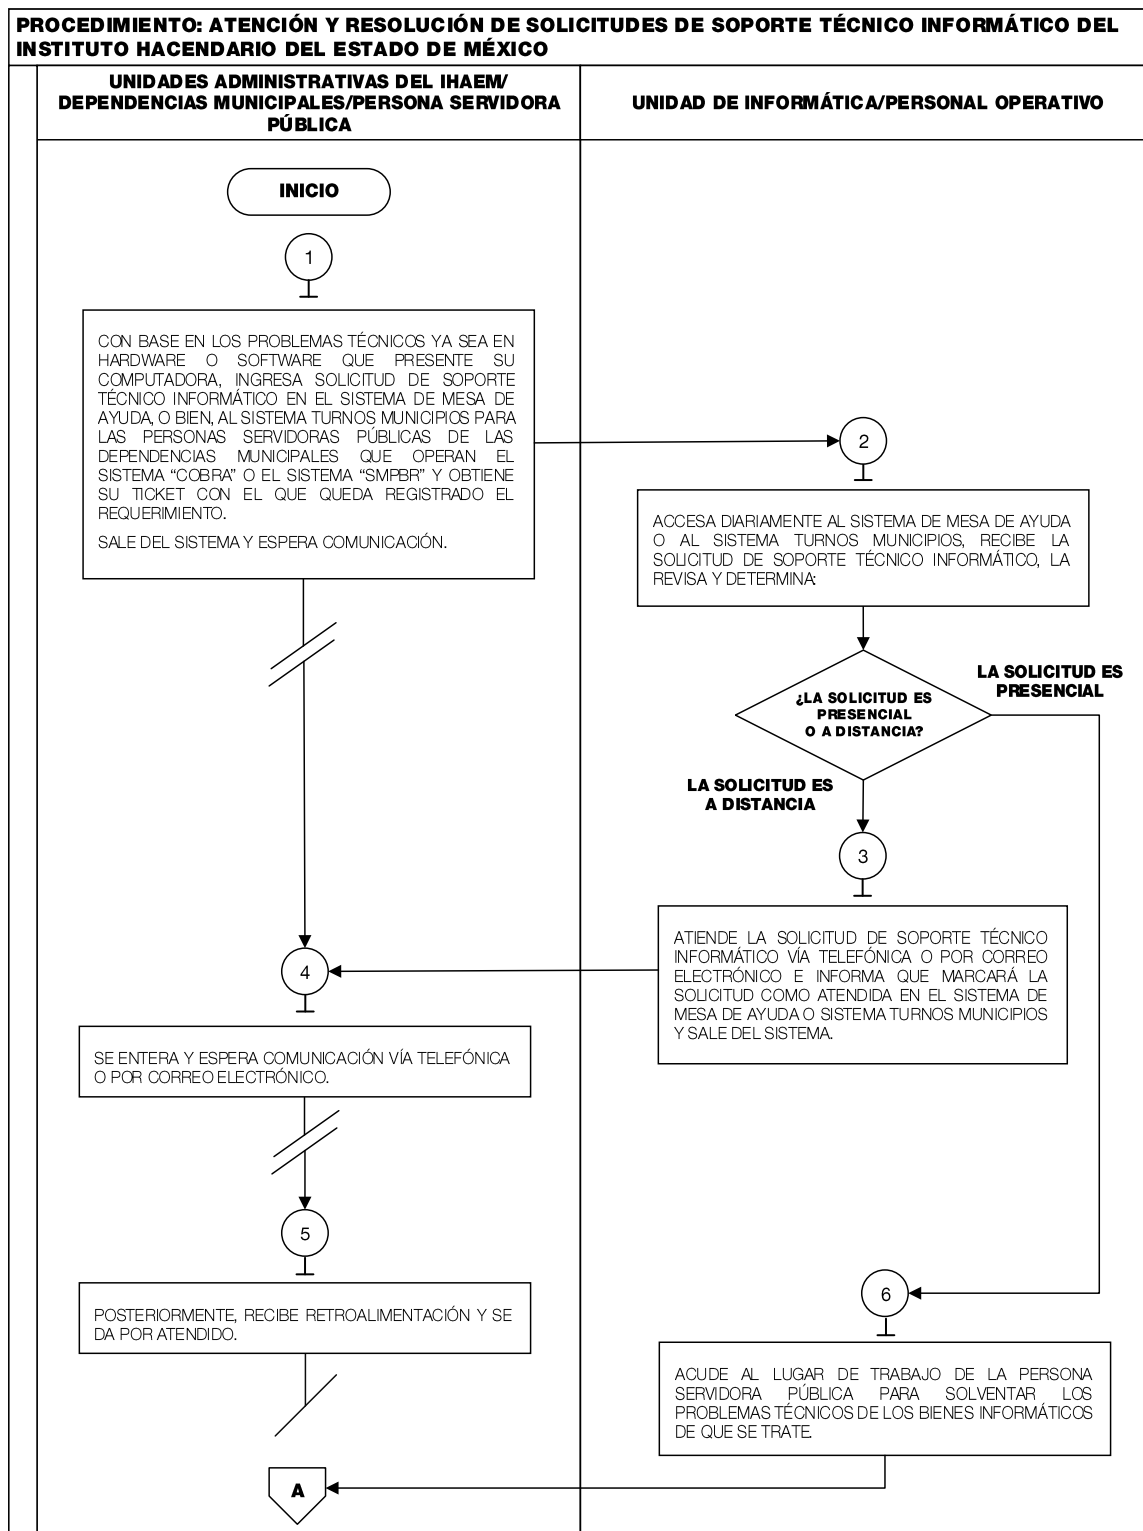 PROCEDIMIENTO: ATENCIÓN Y RESOLUCIÓN DE SOLICITUDES DE SOPORTE TÉCNICO INFORMÁTICO DEL
INSTITUTO HACENDARIO DEL ESTADO DE MÉXICO
UNIDADES ADMINISTRATIVAS DEL IHAEM/
DEPENDENCIAS MUNICIPALES/PERSONA SERVIDORA
PÚBLICA
UNIDAD DE INFORMÁTICA/PERSONAL OPERATIVO
INICIO
1
CON BASE EN LOS PROBLEMAS TÉCNICOS YA SEA EN
HARDWARE O SOFTWARE QUE PRESENTE SU
COMPUTADORA, INGRESA SOLICITUD DE SOPORTE
TÉCNICO INFORMÁTICO EN EL SISTEMA DE MESA DE
AYUDA, O BIEN, AL SISTEMA TURNOS MUNICIPIOS PARA
LAS PERSONAS SERVIDORAS PÚBLICAS DE LAS
DEPENDENCIAS MUNICIPALES QUE OPERAN EL
SISTEMA “COBRA” O EL SISTEMA “SMPBR” Y OBTIENE
SU TICKET CON EL QUE QUEDA REGISTRADO EL
REQUERIMIENTO.
SALE DEL SISTEMA Y ESPERA COMUNICACIÓN.
2
ACCESA DIARIAMENTE AL SISTEMA DE MESA DE AYUDA
O AL SISTEMA TURNOS MUNICIPIOS, RECIBE LA
SOLICITUD DE SOPORTE TÉCNICO INFORMÁTICO, LA
REVISA Y DETERMINA:
¿LA SOLICITUD ES
PRESENCIAL
O A DISTANCIA?
LA SOLICITUD ES
PRESENCIAL
LA SOLICITUD ES
A DISTANCIA
3
ATIENDE LA SOLICITUD DE SOPORTE TÉCNICO
INFORMÁTICO VÍA TELEFÓNICA O POR CORREO
ELECTRÓNICO E INFORMA QUE MARCARÁ LA
SOLICITUD COMO ATENDIDA EN EL SISTEMA DE
MESA DE AYUDA O SISTEMA TURNOS MUNICIPIOS
Y SALE DEL SISTEMA.
4
SE ENTERA Y ESPERA COMUNICACIÓN VÍA TELEFÓNICA
O POR CORREO ELECTRÓNICO.
5
POSTERIORMENTE, RECIBE RETROALIMENTACIÓN Y SE
DA POR ATENDIDO.
6
ACUDE AL LUGAR DE TRABAJO DE LA PERSONA
SERVIDORA PÚBLICA PARA SOLVENTAR LOS
PROBLEMAS TÉCNICOS DE LOS BIENES INFORMÁTICOS
DE QUE SE TRATE.
A